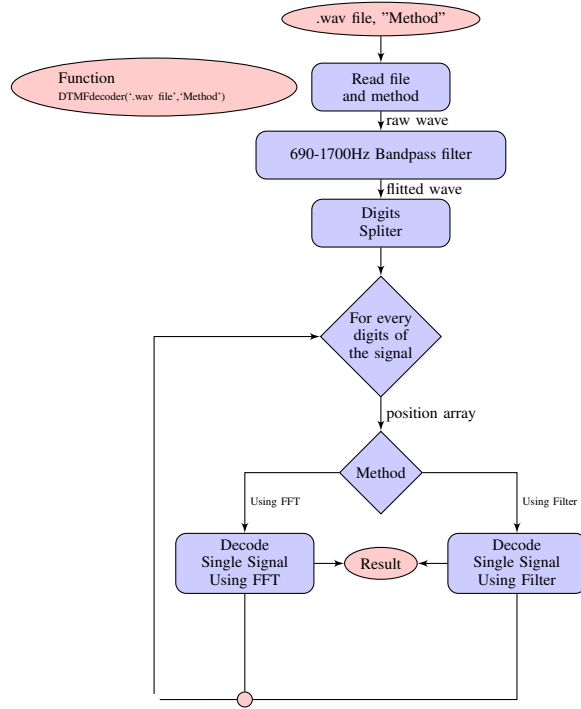 .wav file, ”Method”
Function
DTMFdecoder(‘.wav file’,‘Method’)
Read file
and method
raw wave
690-1700Hz Bandpass filter
flitted wave
Digits
Spliter
For every
digits of
the signal
position array
Method
Using FFT
Using Filter
Decode
Single Signal
Using FFT
Result
Decode
Single Signal
Using Filter